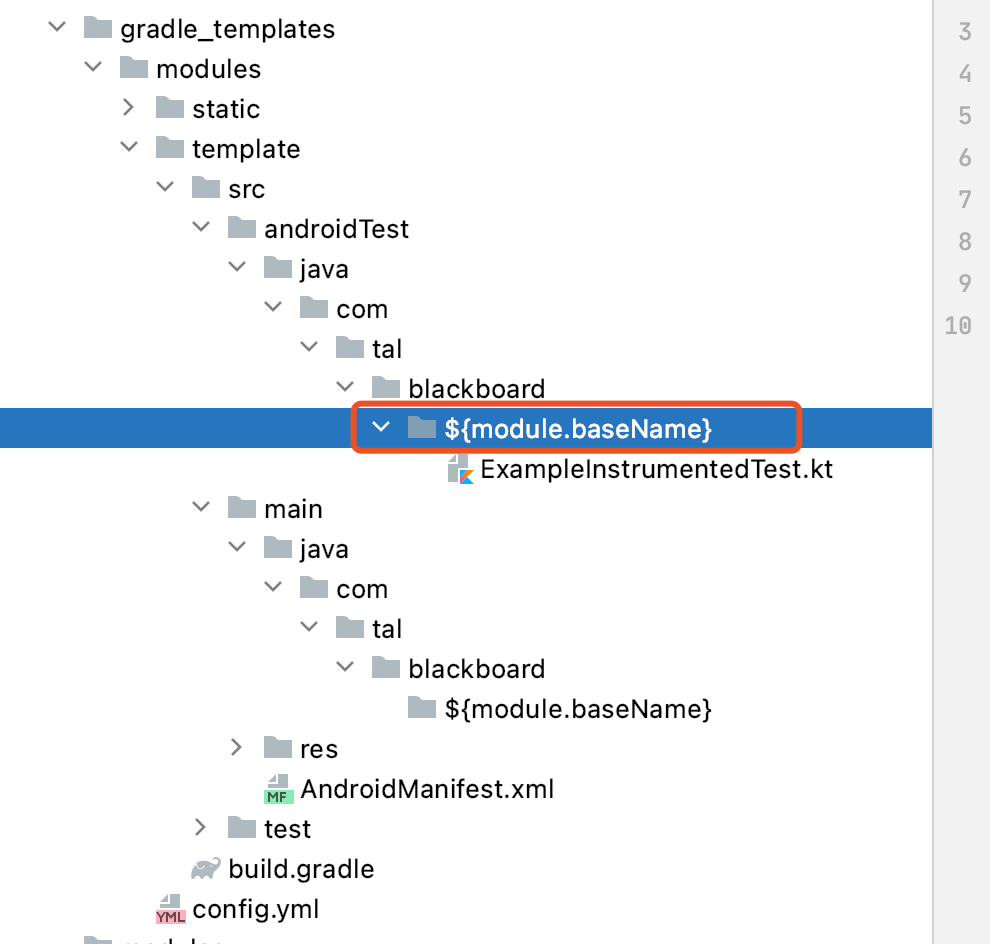 gradle_templates
3
modules
4
static
5
template
6
src
7
androidTest
8
java
9
com
10
tal
blackboard
${module.baseName}
ExampleInstrumentedTest.kt
main
java
com
tal
blackboard
${module.baseName}
res
MF AndroidManifest.xml
test
build.gradle
YML config.yml